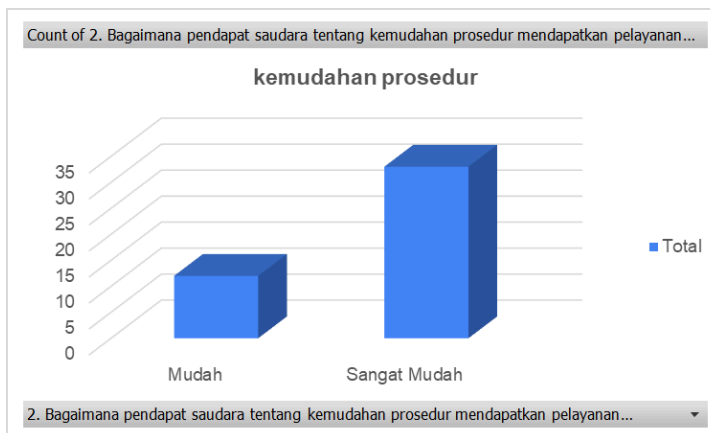 Count of 2. Bagaimana pendapat saudara tentang kemudahan prosedur mendapatkan pelayanan...
kemudahan prosedur
35
30
25
20
15
10
5
0
Total
Mudah
Sangat Mudah
2. Bagaimana pendapat saudara tentang kemudahan prosedur mendapatkan pelayanan...